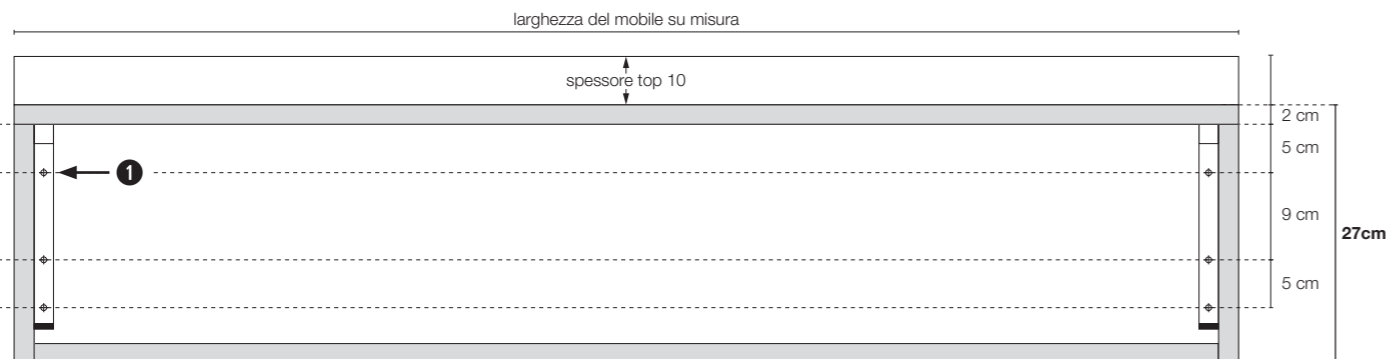 larghezza del mobile su misura
spessore top 10
2 cm
5 cm
1
9 cm
27cm
5 cm